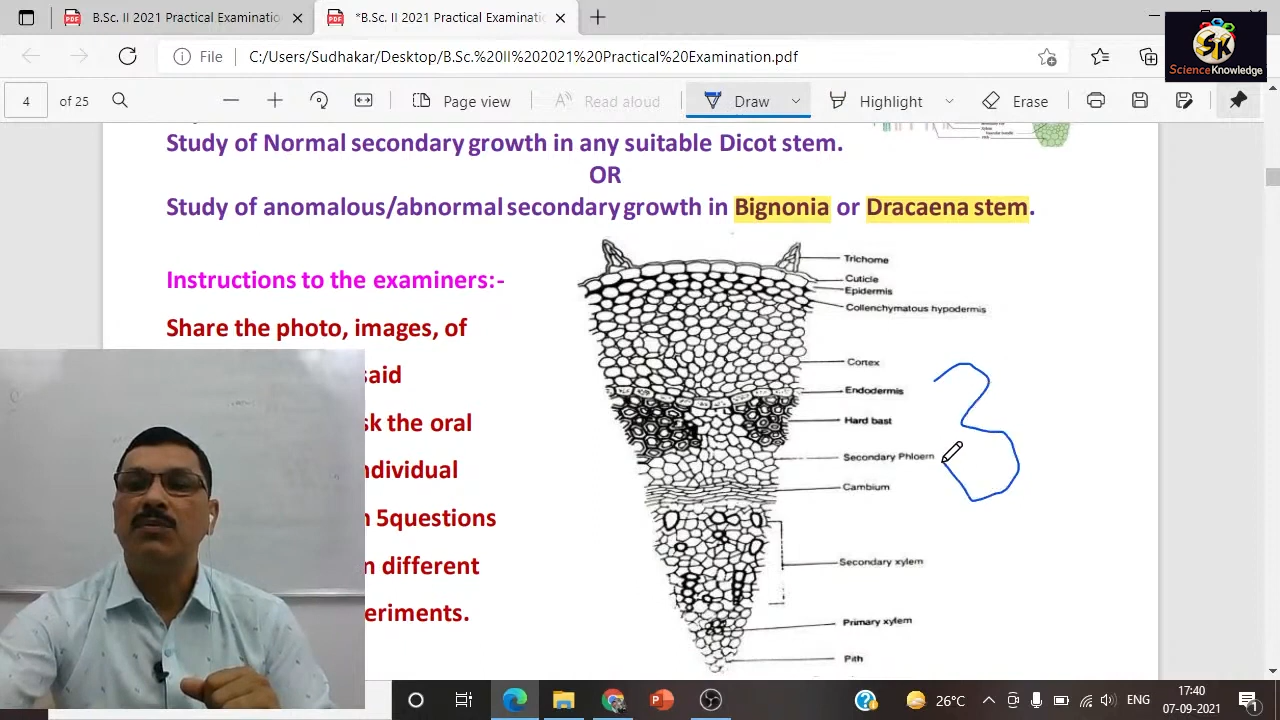 B.Sc. II 2021 Practical Examinatio
*B.Sc. II 2021 Practical Examinati
SK
Science Knowledge
File
C:/Users/Sudhakar/Desktop/B.Sc.%20II%202021%20Practical%20Examination.pdf
4 of 25
Page view
Read aloud
Draw
Highlight
Erase
Study of Normal secondary growth in any suitable Dicot stem.
OR
Study of anomalous/abnormal secondary growth in Bignonia or Dracaena stem.
Instructions to the examiners:-
Share the photo, images, of
said
sk the oral
ndividual
n 5questions
n different
eriments.
Trichome
Cuticle
Epidermis
Collenchymatous hypodermis
Cortex
Endodermis
Hard bast
Secondary Phloem
Cambium
Secondary xylem
Primary xylem
Pith
3
26°C
ENG
17:40
07-09-2021
1